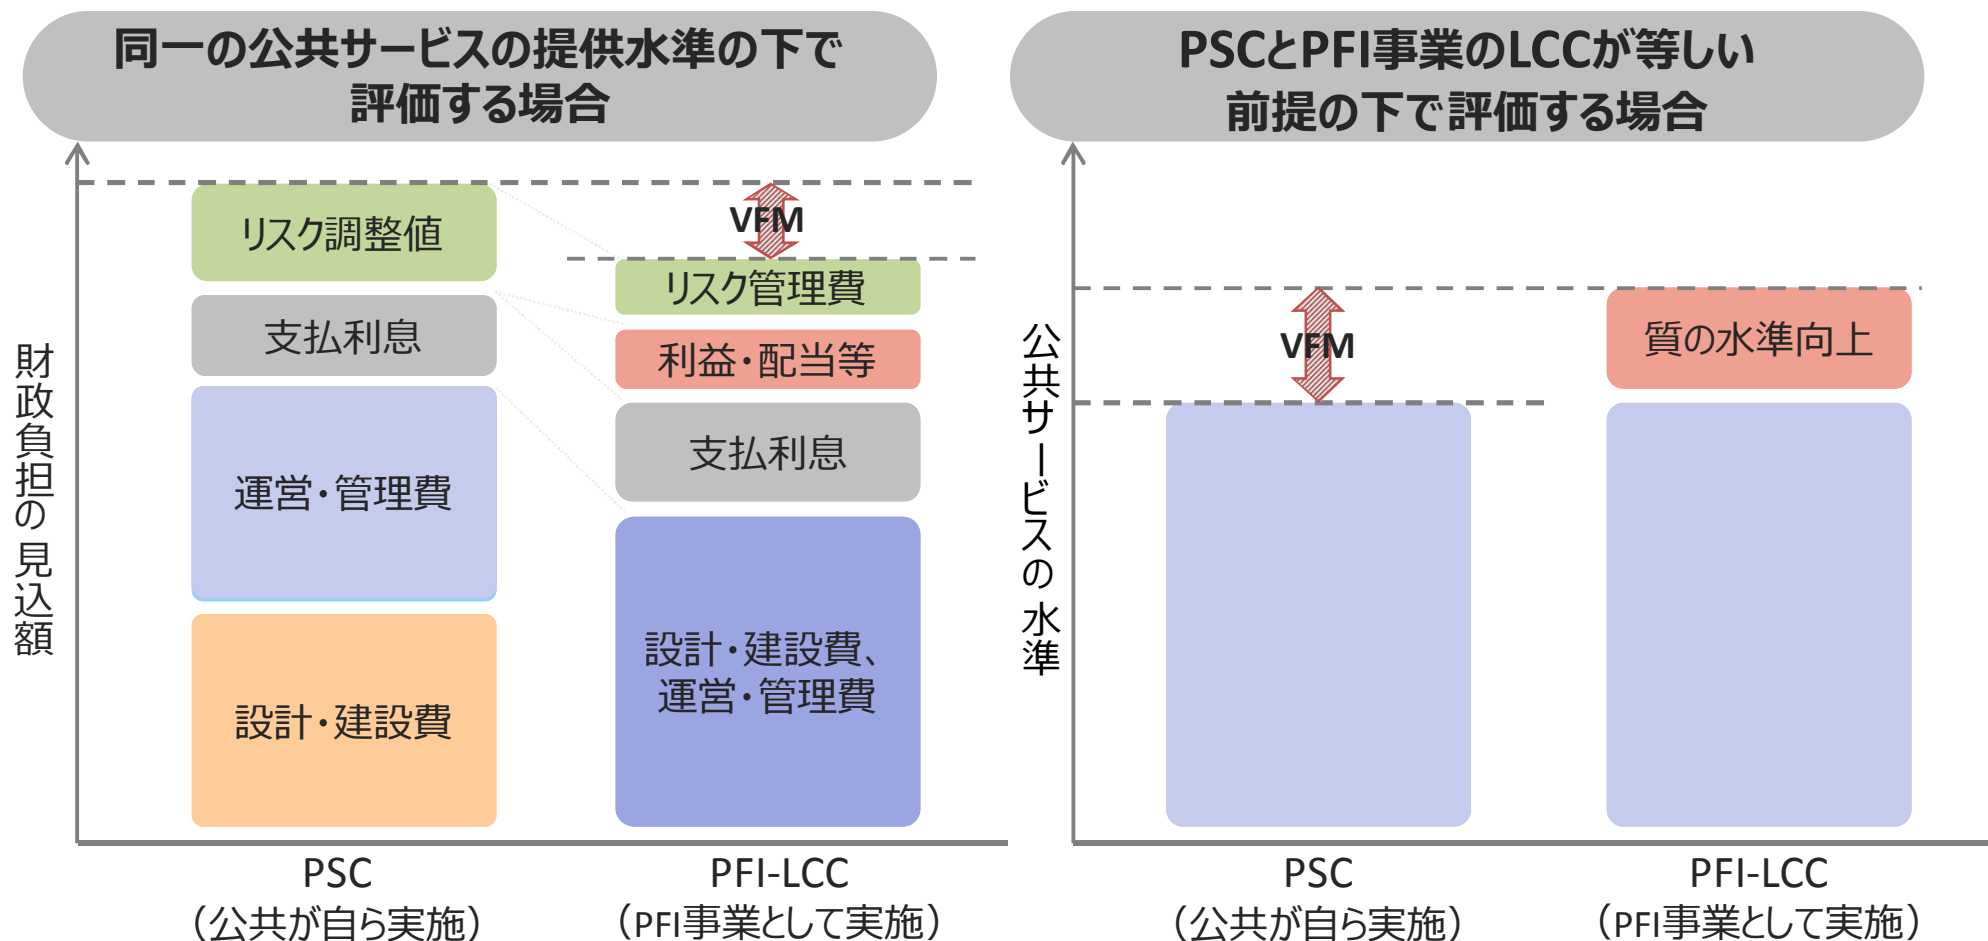 同一の公共サービスの提供水準の下で
評価する場合
財政負担の見込額
リスク調整値
支払利息
運営・管理費
設計・建設費
VFM
リスク管理費
利益・配当等
支払利息
設計・建設費、
運営・管理費
PSC
（公共が自ら実施）
PFI-LCC
（PFI事業として実施）
PSCとPFI事業のLCCが等しい
前提の下で評価する場合
公共サービスの水準
VFM
質の水準向上
PSC
（公共が自ら実施）
PFI-LCC
（PFI事業として実施）